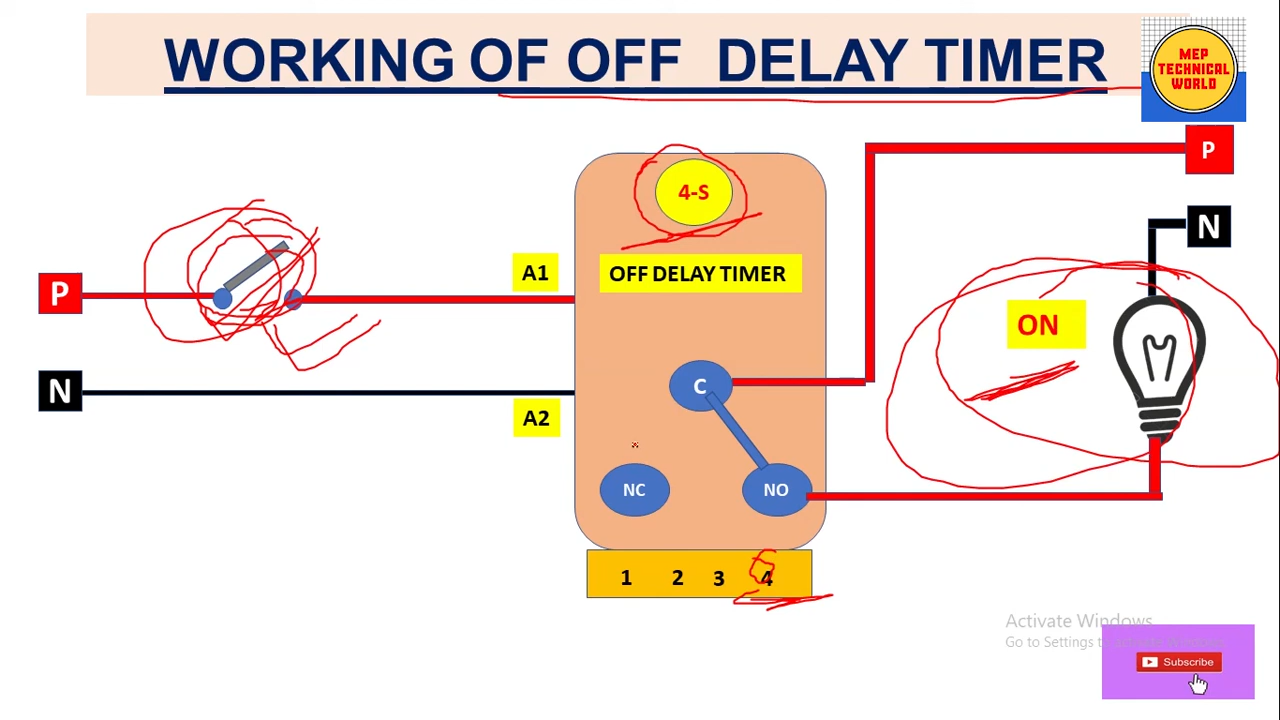 WORKING OF OFF DELAY TIMER
MEP
TECHNICAL
WORLD
P
4-S
N
A1
OFF DELAY TIMER
P
ON
C
N
A2
NC
NO
1 2 3 4
Activate Windows
Go to Settings to activate Windows.
Subscribe